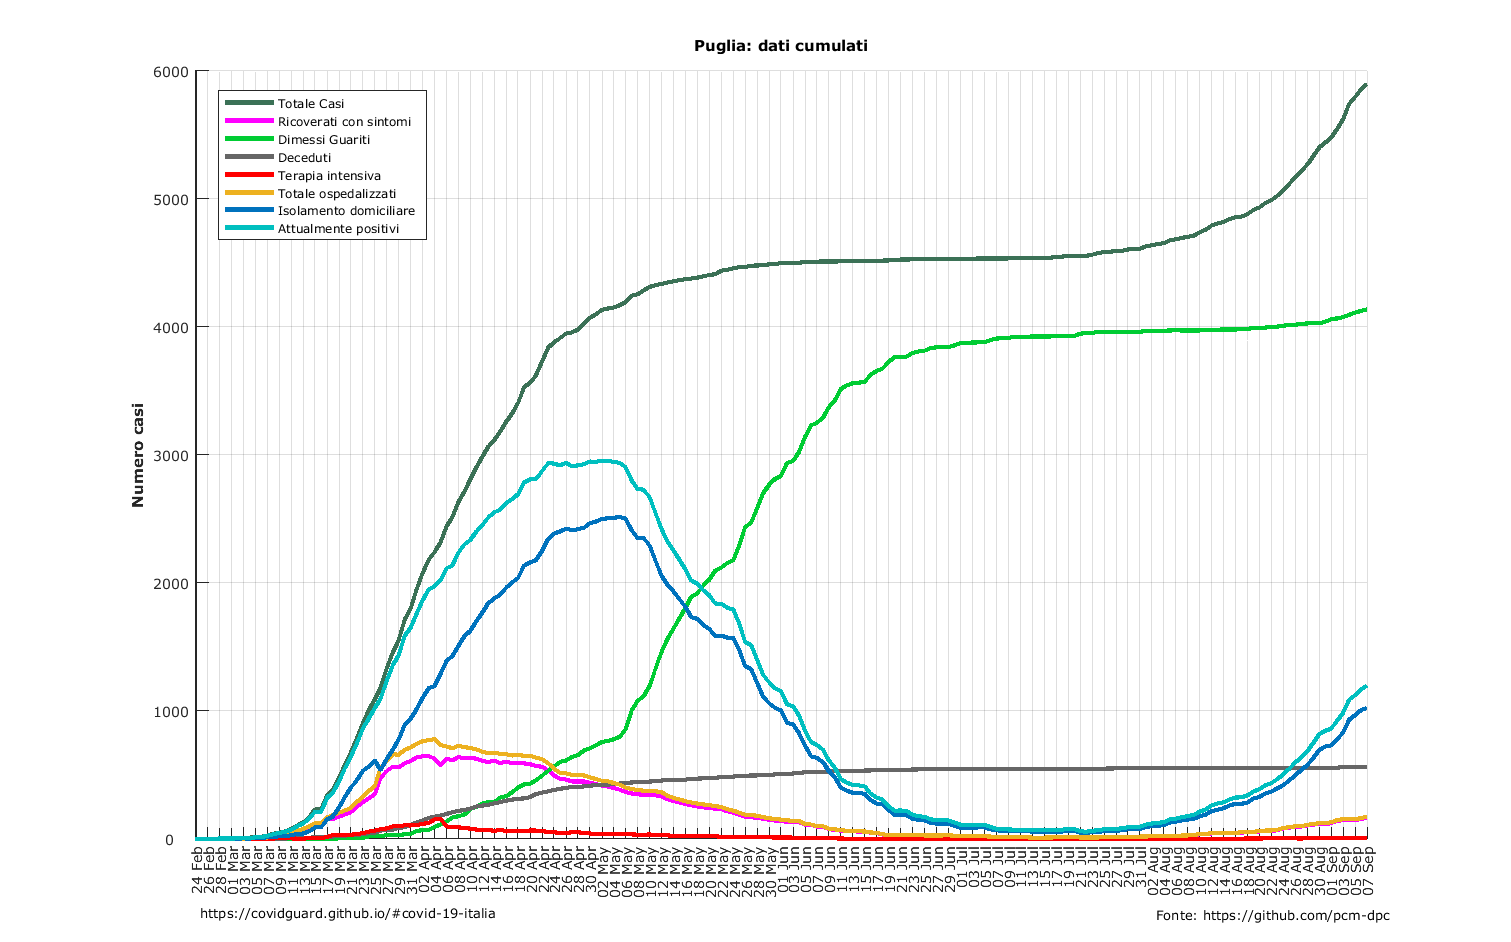 Puglia: dati cumulati
6000
5000
4000
3000
2000
1000
0
Numero casi
Totale Casi
Ricoverati con sintomi
Dimessi Guariti
Deceduti
Terapia intensiva
Totale ospedalizzati
Isolamento domiciliare
Attualmente positivi
24 Feb
26 Feb
28 Feb
01 Mar
03 Mar
05 Mar
07 Mar
09 Mar
11 Mar
13 Mar
15 Mar
17 Mar
19 Mar
21 Mar
23 Mar
25 Mar
27 Mar
29 Mar
31 Mar
02 Apr
04 Apr
06 Apr
08 Apr
10 Apr
12 Apr
14 Apr
16 Apr
18 Apr
20 Apr
22 Apr
24 Apr
26 Apr
28 Apr
30 Apr
02 May
04 May
06 May
08 May
10 May
12 May
14 May
16 May
18 May
20 May
22 May
24 May
26 May
28 May
30 May
01 Jun
03 Jun
05 Jun
07 Jun
09 Jun
11 Jun
13 Jun
15 Jun
17 Jun
19 Jun
21 Jun
23 Jun
25 Jun
27 Jun
29 Jun
01 Jul
03 Jul
05 Jul
07 Jul
09 Jul
11 Jul
13 Jul
15 Jul
17 Jul
19 Jul
21 Jul
23 Jul
25 Jul
27 Jul
29 Jul
31 Jul
02 Aug
04 Aug
06 Aug
08 Aug
10 Aug
12 Aug
14 Aug
16 Aug
18 Aug
20 Aug
22 Aug
24 Aug
26 Aug
28 Aug
30 Aug
01 Sep
03 Sep
05 Sep
07 Sep
https://covidguard.github.io/#covid-19-italia
Fonte: https://github.com/pcm-dpc